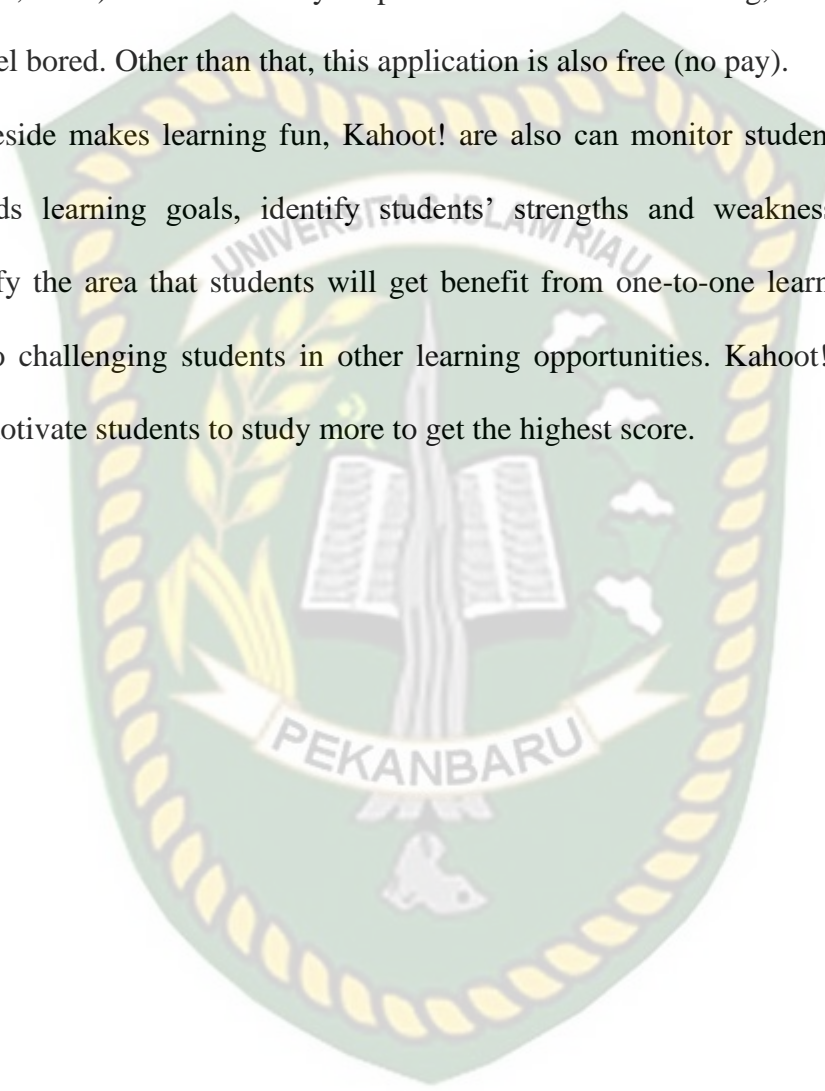 el bored. Other than that, this application is also free (no pay).
eside makes learning fun, Kahoot! are also can monitor studen
ds learning goals, identify students’ strengths and weakness
fy the area that students will get benefit from one-to-one learn
o challenging students in other learning opportunities. Kahoot!
otivate students to study more to get the highest score.
UNIVERSITAS ISLAM RIAU
PEKANBARU